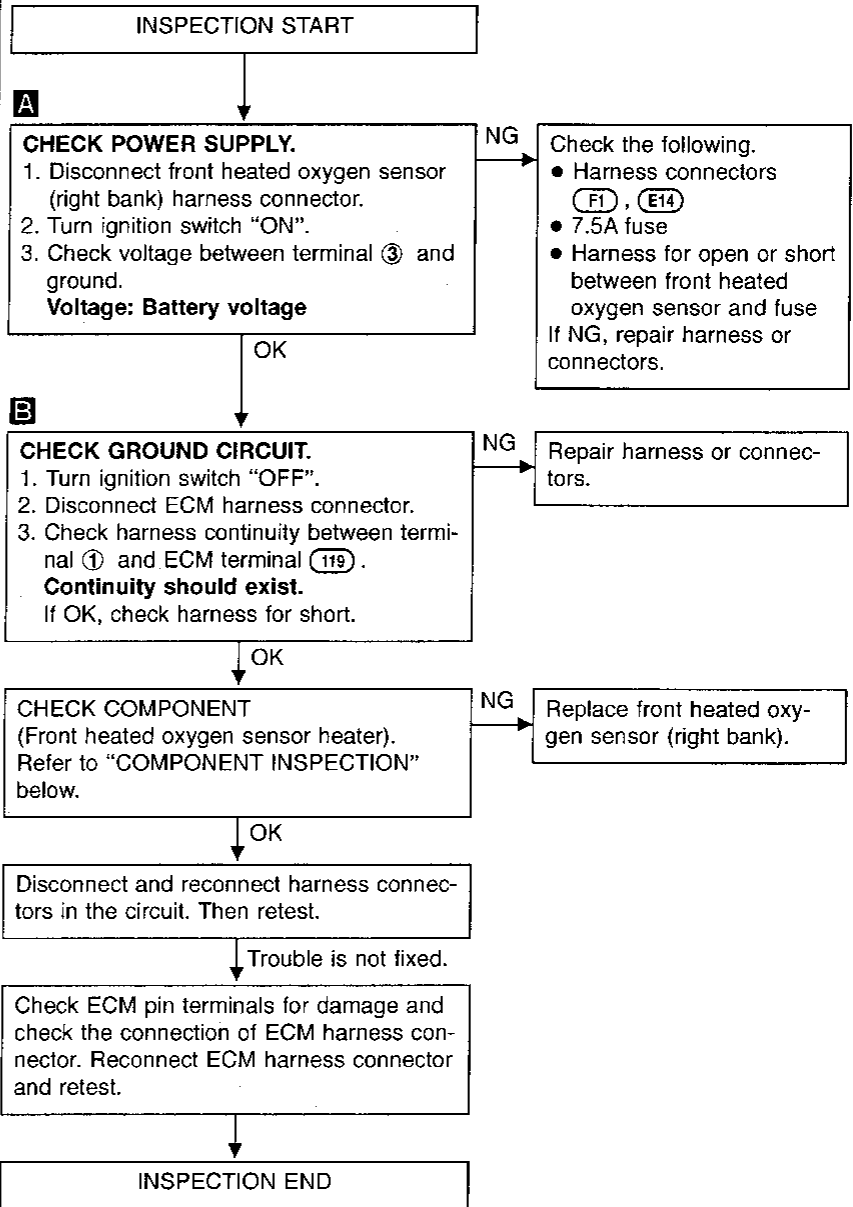 INSPECTION START
A
CHECK POWER SUPPLY.
1. Disconnect front heated oxygen sensor
(right bank) harness connector.
2. Turn ignition switch “ON”.
3. Check voltage between terminal ③ and
ground.
Voltage: Battery voltage
NG
Check the following.
● Harness connectors
F1 , E14
● 7.5A fuse
● Harness for open or short
between front heated
oxygen sensor and fuse
If NG, repair harness or
connectors.
OK
B
CHECK GROUND CIRCUIT.
1. Turn ignition switch “OFF”.
2. Disconnect ECM harness connector.
3. Check harness continuity between termi-
nal ① and ECM terminal 119 .
Continuity should exist.
If OK, check harness for short.
NG
Repair harness or connec-
tors.
OK
CHECK COMPONENT
(Front heated oxygen sensor heater).
Refer to “COMPONENT INSPECTION”
below.
NG
Replace front heated oxy-
gen sensor (right bank).
OK
Disconnect and reconnect harness connec-
tors in the circuit. Then retest.
Trouble is not fixed.
Check ECM pin terminals for damage and
check the connection of ECM harness con-
nector. Reconnect ECM harness connector
and retest.
INSPECTION END